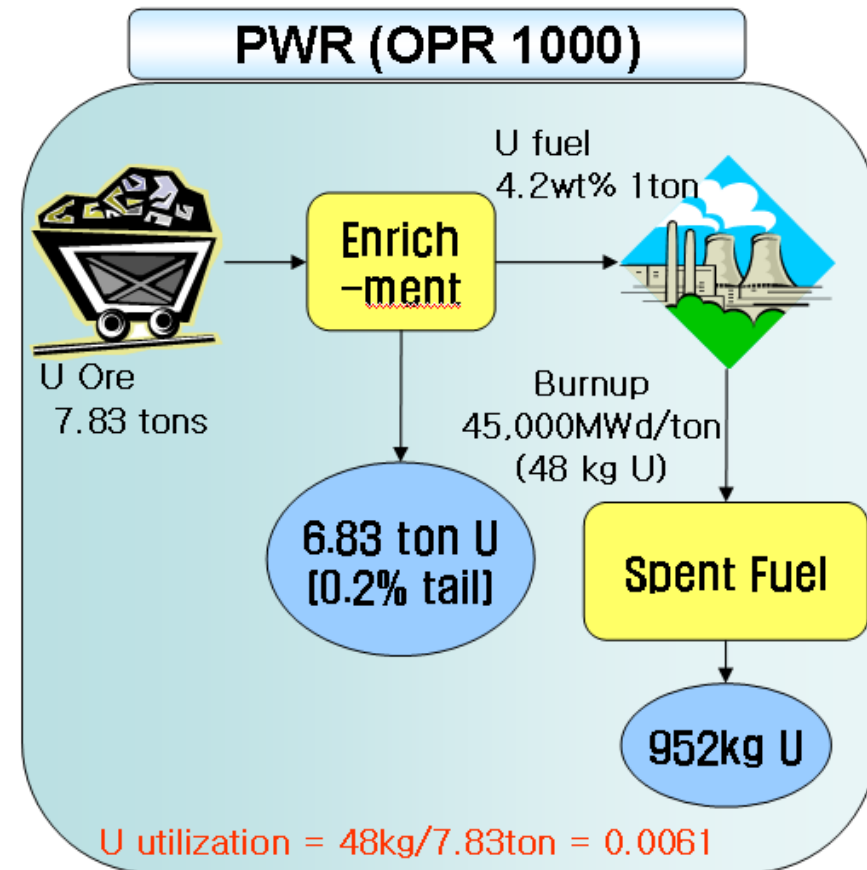 PWR (OPR 1000)
U fuel
4.2wt% 1ton
Enrich
-ment
U Ore
7.83 tons
Burnup
45,000MWd/ton
(48 kg U)
6.83 ton U
(0.2% tail)
Spent Fuel
952kg U
U utilization = 48kg/7.83ton = 0.0061